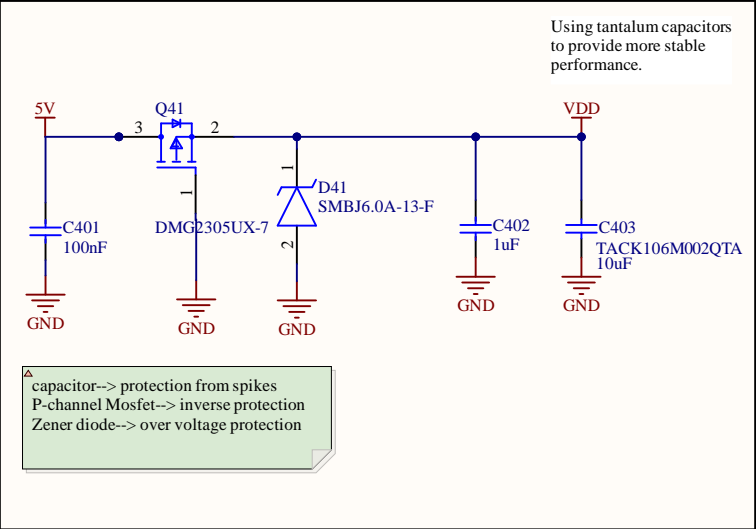 Using tantalum capacitors
to provide more stable
performance.
5V
Q41
VDD
3
2
1
1
D41
SMBJ6.0A-13-F
2
C401
100nF
DMG2305UX-7
C402
1uF
C403
TACK106M002QTA
10uF
GND
GND
GND
GND
GND
capacitor--> protection from spikes
P-channel Mosfet--> inverse protection
Zener diode--> over voltage protection